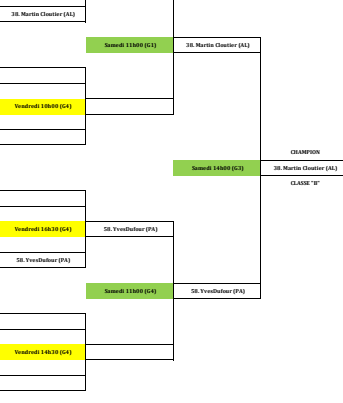 38. Martin Cloutier (AL)
Samedi 11h00 (G1)
38. Martin Cloutier (AL)
Vendredi 10h00 (G4)
CHAMPION
Samedi 14h00 (G3)
38. Martin Cloutier (AL)
CLASSE "B"
Vendredi 16h30 (G4)
58. YvesDufour (PA)
58. YvesDufour (PA)
Samedi 11h00 (G4)
58. YvesDufour (PA)
Vendredi 14h30 (G4)